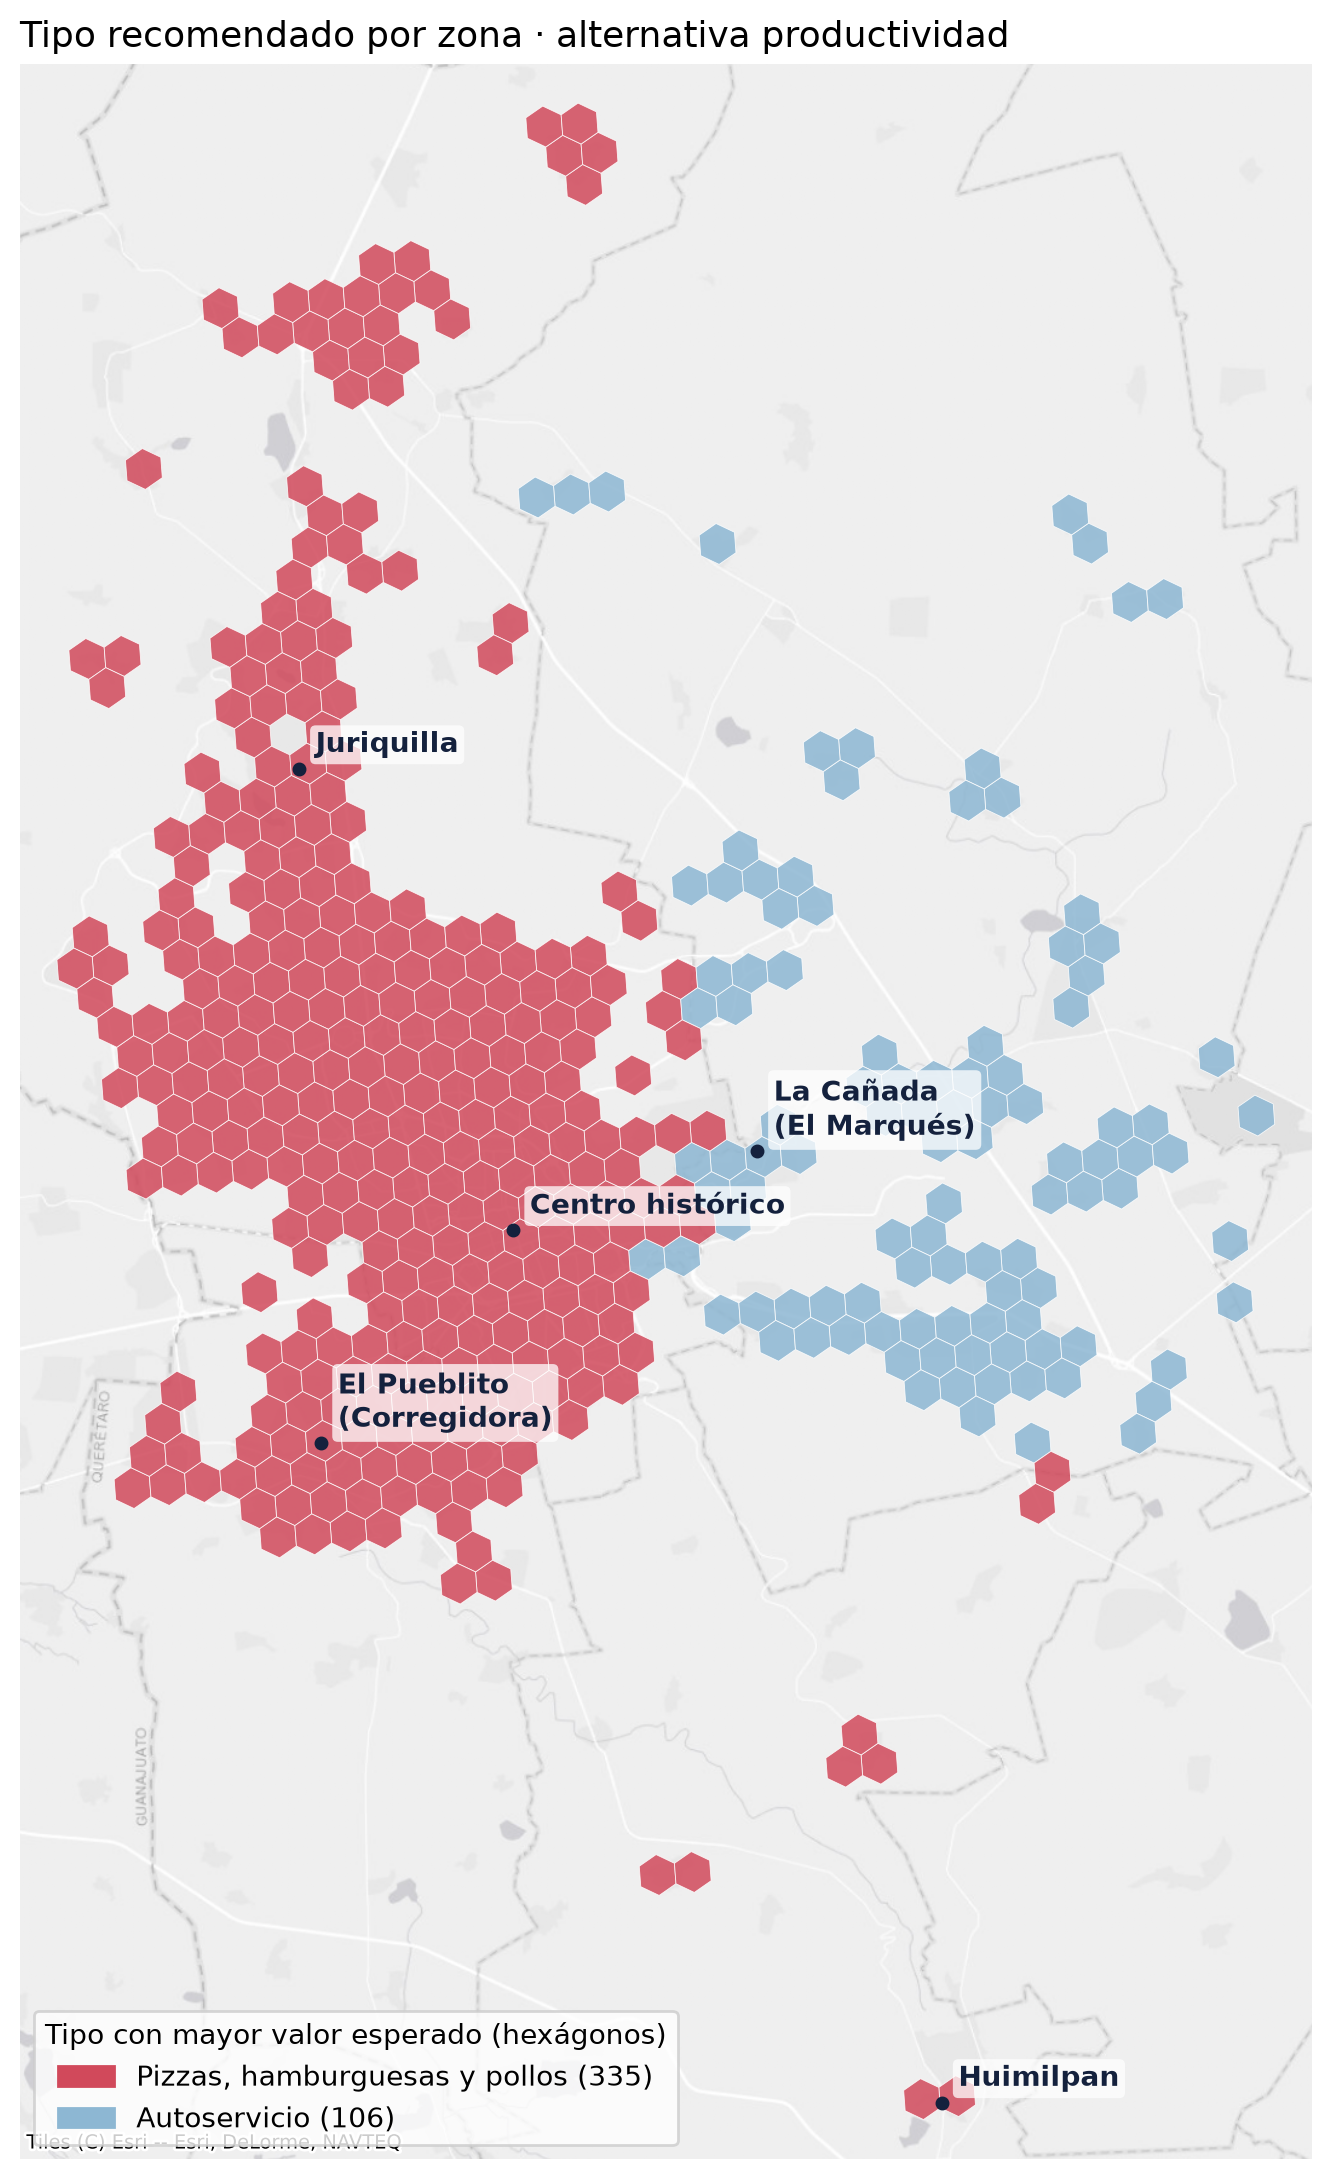 Tipo recomendado por zona · alternativa productividad
Juriquilla
La Cañada
(El Marqués)
Centro histórico
El Pueblito
(Corregidora)
QUERÉTARO
GUANAJUATO
Huimilpan
Tipo con mayor valor esperado (hexágonos)
Pizzas, hamburguesas y pollos (335)
Autoservicio (106)
Tiles (C) Esri -- Esri, DeLorme, NAVTEQ